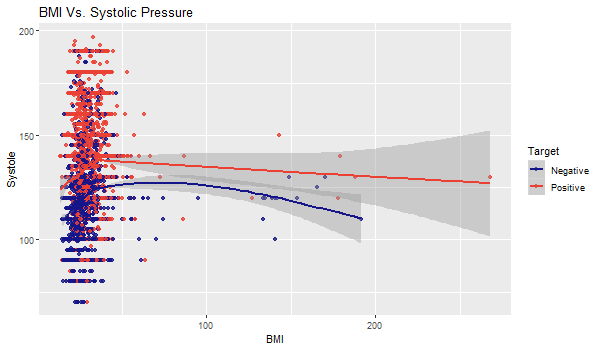 BMI Vs. Systolic Pressure
200
150
100
Systole
100
200
BMI
Target
Negative
Positive